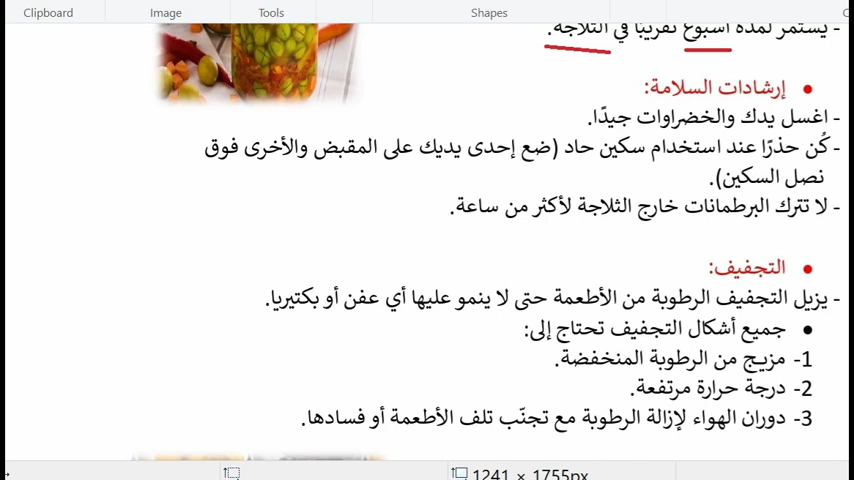 Clipboard
Image
Tools
Shapes
- يستمر لمدة أسبوع تقريبًا في الثلاجة.
• إرشادات السلامة:
- اغسل يدك والخضراوات جيدًا.
- كُن حذرًا عند استخدام سكين حاد (ضع إحدى يديك على المقبض والأخرى فوق
نصل السكين).
- لا تترك البرطمانات خارج الثلاجة لأكثر من ساعة.
• التجفيف:
- يزيل التجفيف الرطوبة من الأطعمة حتى لا ينمو عليها أي عفن أو بكتيريا.
• جميع أشكال التجفيف تحتاج إلى:
1- مزيج من الرطوبة المنخفضة.
2- درجة حرارة مرتفعة.
3- دوران الهواء لإزالة الرطوبة مع تجنّب تلف الأطعمة أو فسادها.
1241 × 1755px